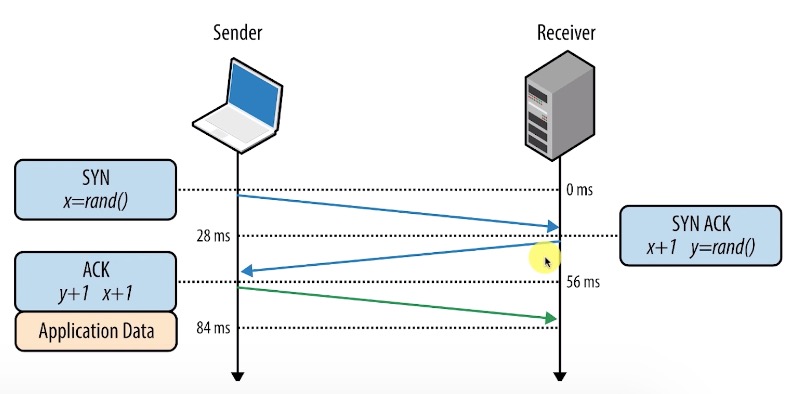 Sender
Receiver
SYN
x=rand()
0 ms
28 ms
SYN ACK
x+1 y=rand()
ACK
y+1 x+1
56 ms
Application Data
84 ms